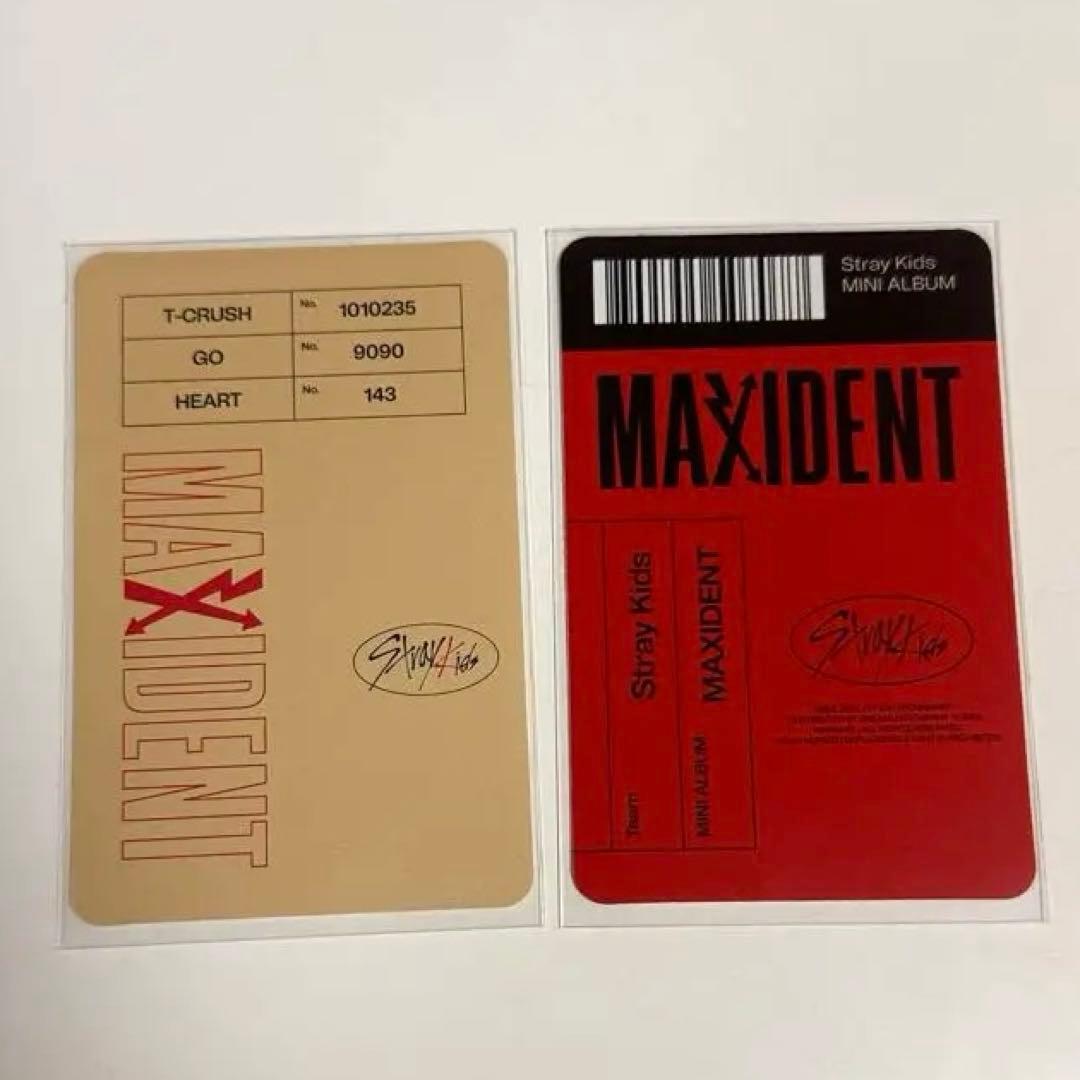 T-CRUSH No. 1010235
GO No. 9090
HEART No. 143
MAXIDENT
Stray Kids
Stray Kids
MINI ALBUM
MAXIDENT
Team Stray Kids
MINI ALBUM MAXIDENT
Stray Kids